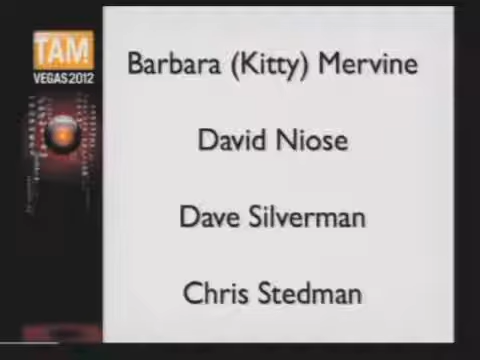 TAM!
VEGAS 2012
Barbara (Kitty) Mervine
David Niose
Dave Silverman
Chris Stedman